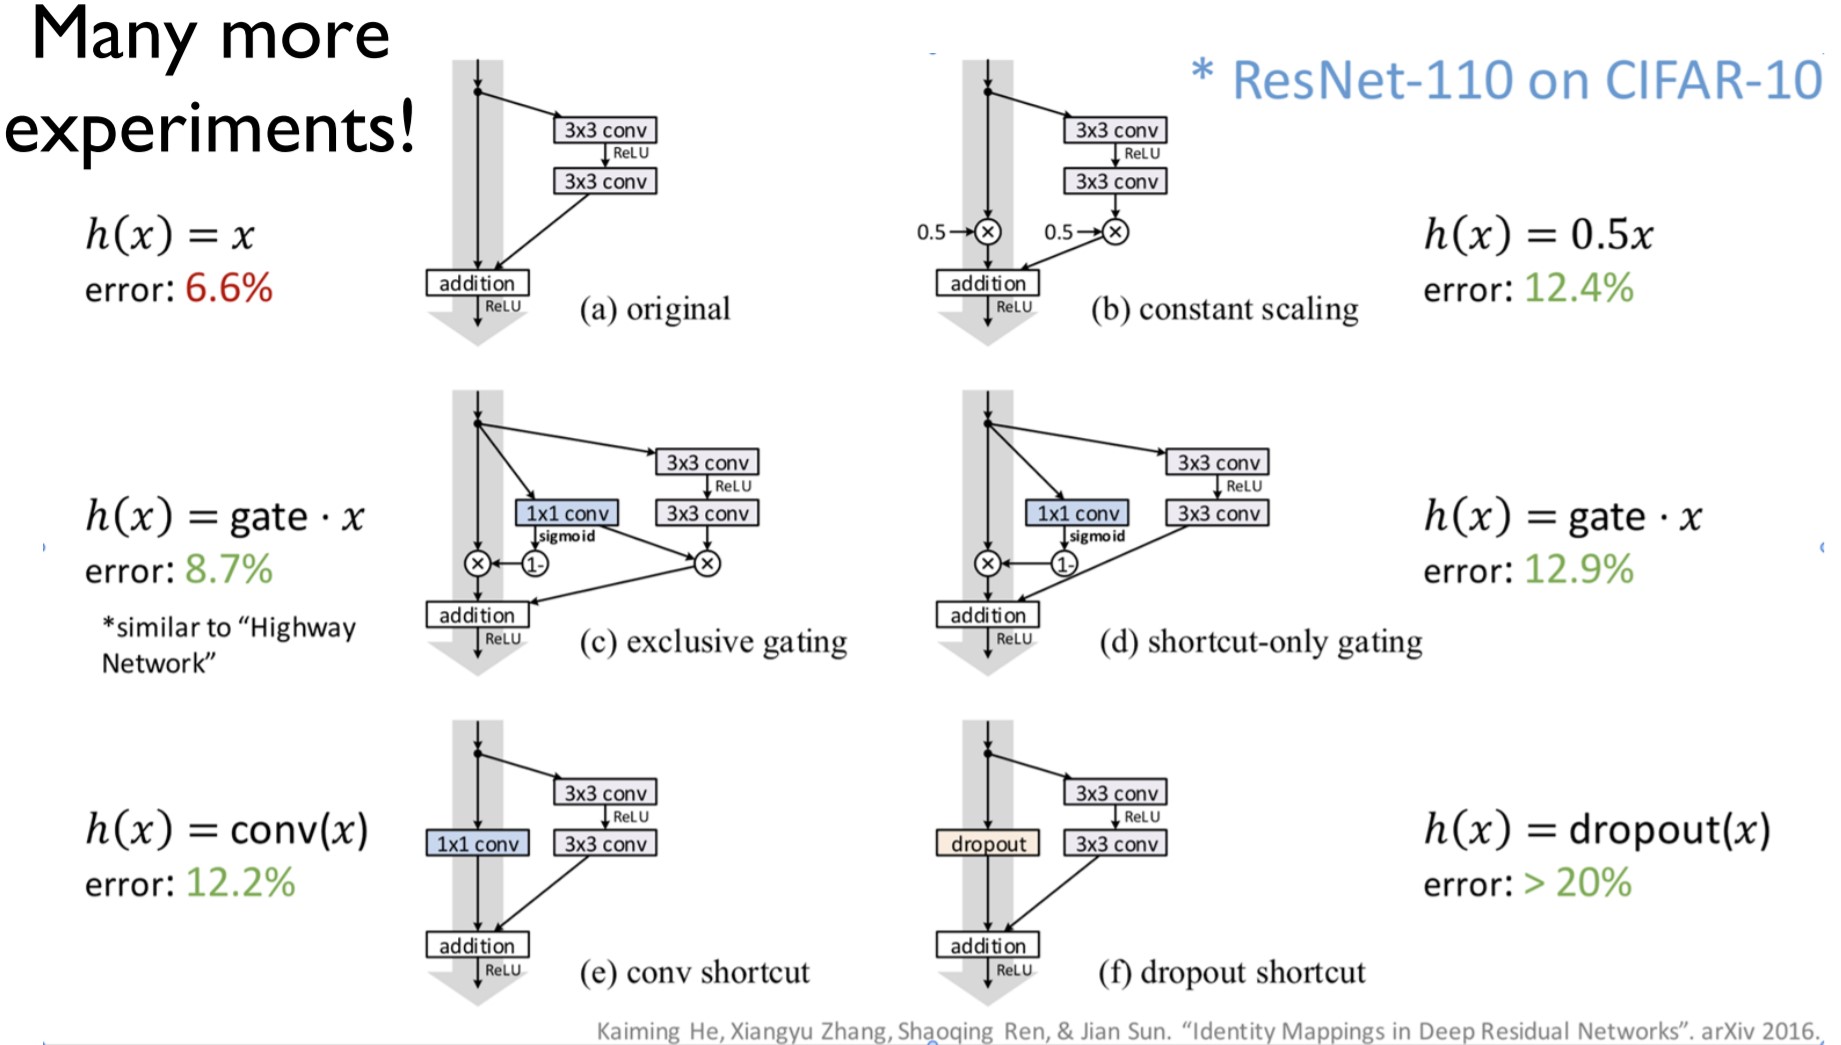 Many more
experiments!
* ResNet-110 on CIFAR-10
h(x) = x
error: 6.6%
3x3 conv
ReLU
3x3 conv
addition
ReLU
(a) original
3x3 conv
ReLU
3x3 conv
0.5
×
0.5
×
addition
ReLU
(b) constant scaling
h(x) = 0.5x
error: 12.4%
h(x) = gate · x
error: 8.7%
*similar to “Highway
Network”
3x3 conv
ReLU
1x1 conv
3x3 conv
sigmoid
×
1-
×
addition
ReLU
(c) exclusive gating
3x3 conv
ReLU
1x1 conv
3x3 conv
sigmoid
×
1-
addition
ReLU
(d) shortcut-only gating
h(x) = gate · x
error: 12.9%
h(x) = conv(x)
error: 12.2%
3x3 conv
ReLU
1x1 conv
3x3 conv
addition
ReLU
(e) conv shortcut
3x3 conv
ReLU
dropout
3x3 conv
addition
ReLU
(f) dropout shortcut
h(x) = dropout(x)
error: > 20%
Kaiming He, Xiangyu Zhang, Shaoqing Ren, & Jian Sun. “Identity Mappings in Deep Residual Networks”. arXiv 2016.